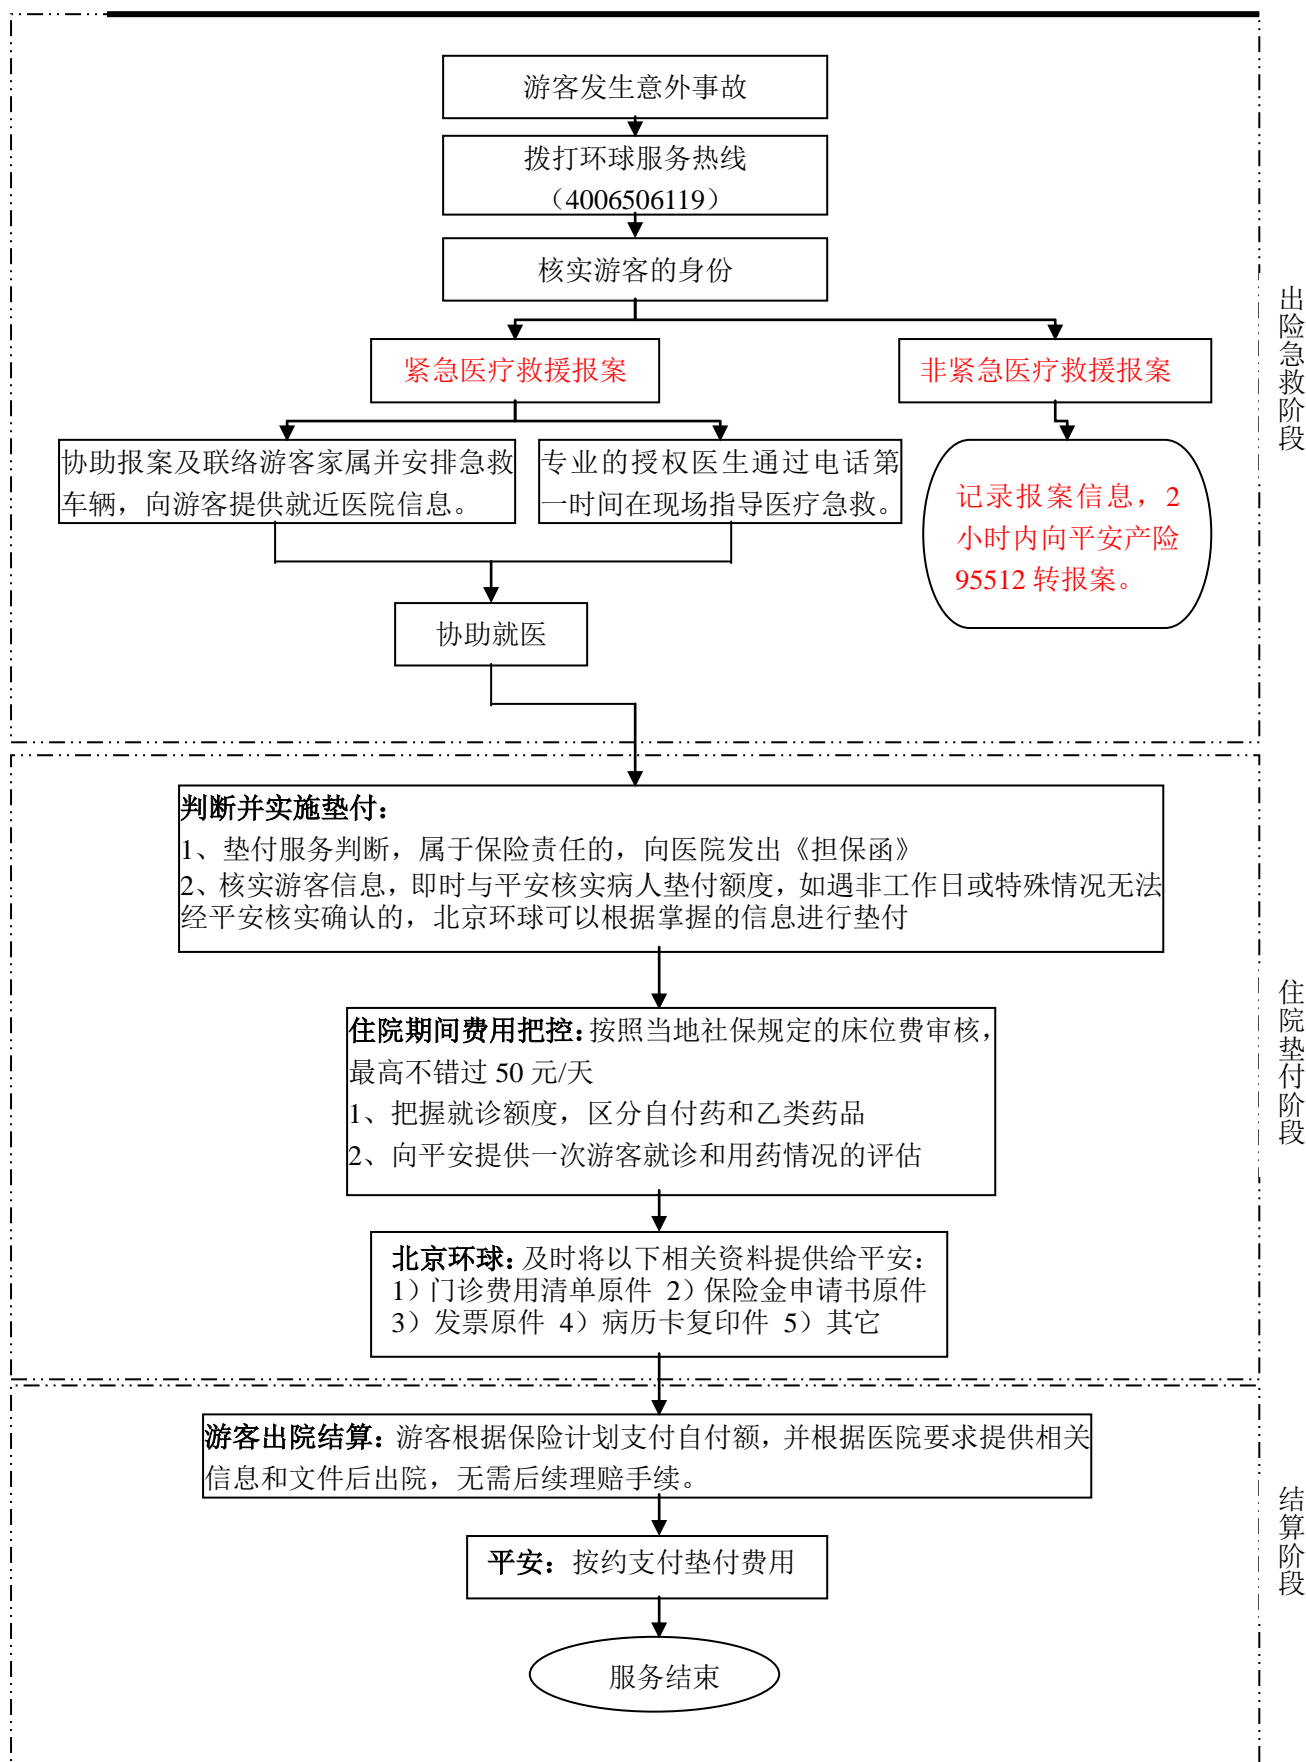 游客发生意外事故
拨打环球服务热线
（4006506119）
核实游客的身份
紧急医疗救援报案
非紧急医疗救援报案
协助报案及联络游客家属并安排急救
车辆，向游客提供就近医院信息。
专业的授权医生通过电话第
一时间在现场指导医疗急救。
记录报案信息，2
小时内向平安产险
95512 转报案。
协助就医
出险急救阶段
判断并实施垫付：
1、垫付服务判断，属于保险责任的，向医院发出《担保函》
2、核实游客信息，即时与平安核实病人垫付额度，如遇非工作日或特殊情况无法
经平安核实确认的，北京环球可以根据掌握的信息进行垫付
住院期间费用把控：按照当地社保规定的床位费审核，
最高不错过 50 元/天
1、把握就诊额度，区分自付药和乙类药品
2、向平安提供一次游客就诊和用药情况的评估
北京环球：及时将以下相关资料提供给平安：
1）门诊费用清单原件 2）保险金申请书原件
3）发票原件 4）病历卡复印件 5）其它
住院垫付阶段
游客出院结算：游客根据保险计划支付自付额，并根据医院要求提供相关
信息和文件后出院，无需后续理赔手续。
平安：按约支付垫付费用
服务结束
结算阶段